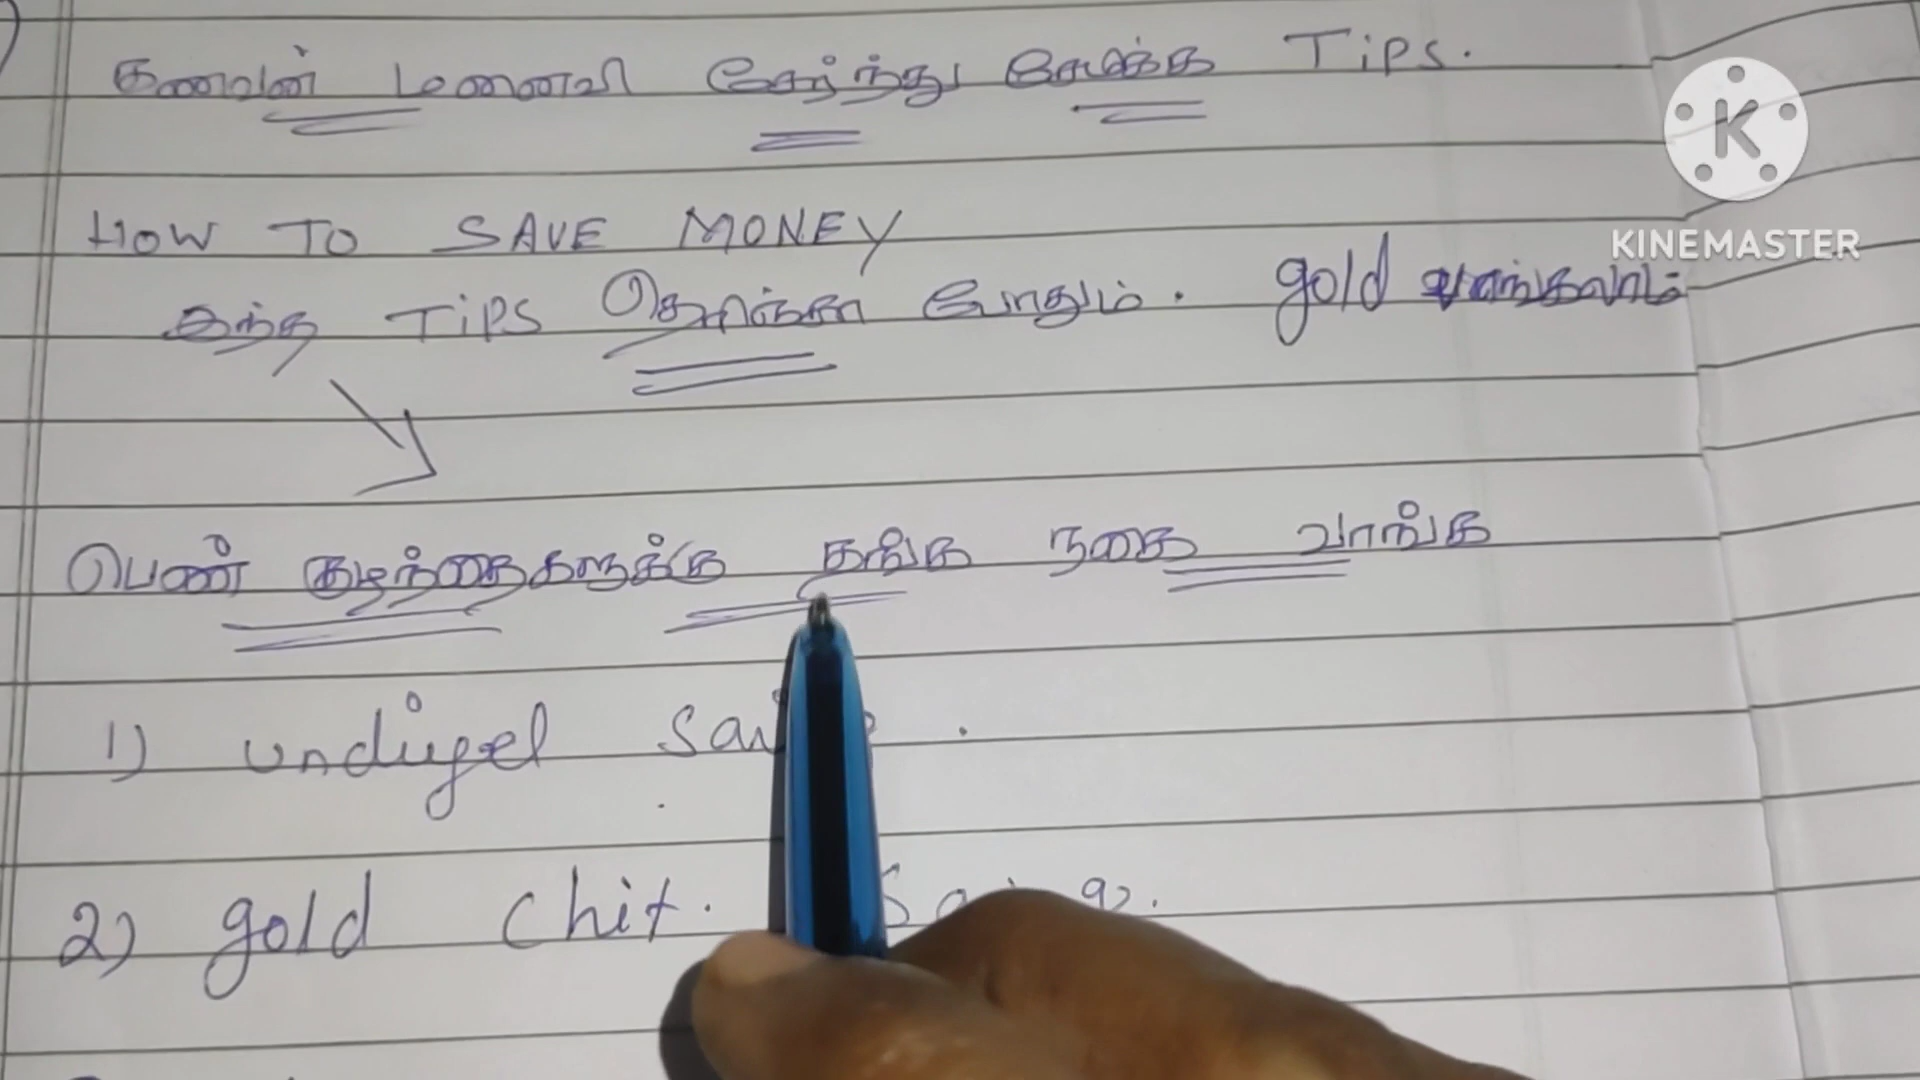 கணவன் மனைவி சேர்ந்து சேமிக்க Tips.
HOW TO SAVE MONEY
இந்த TIPS தெரிஞ்சா போதும். gold வாங்கலாம்
பெண் குழந்தைகளுக்கு தங்க நகை வாங்க
1) undigel
2) gold chit.
K
KINEMASTER